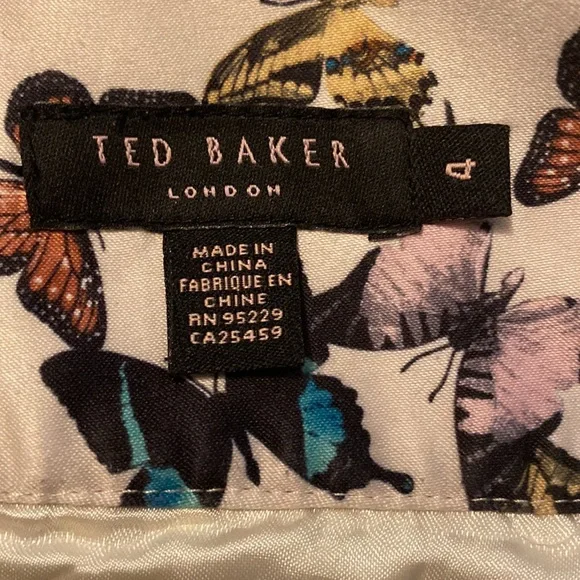 TED BAKER
LONDON
4
MADE IN
CHINA
FABRIQUE EN
CHINE
RN 95229
CA25459